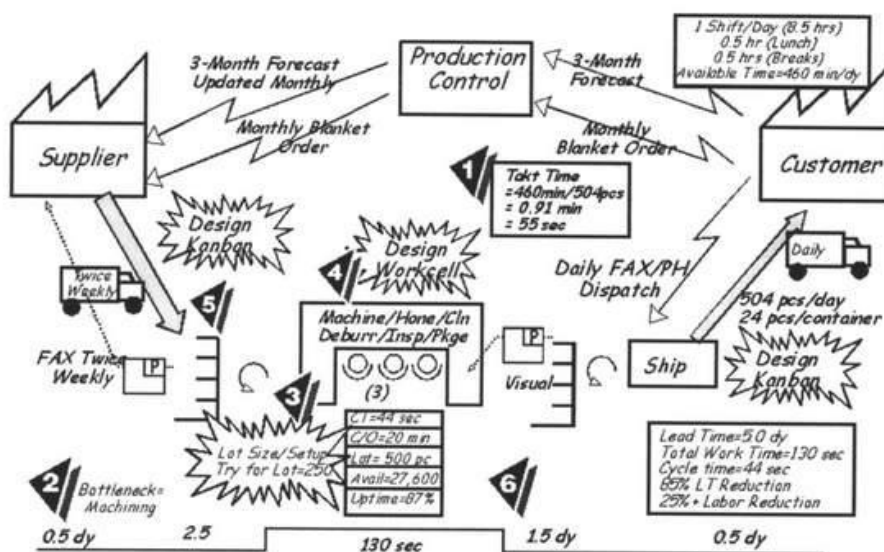 1 Shift/Day (8.5 hrs)
0.5 hr (Lunch)
0.5 hrs (Breaks)
Available Time=460 min/dy
3-Month Forecast
Updated Monthly
Production
Control
3-Month
Forecast
Monthly Blanket
Order
Monthly
Blanket Order
Supplier
Customer
1
Takt Time
=460min/504pcs
= 0.91 min
= 55 sec
Design
Kanban
4
Design
Workcell
Twice
Weekly
5
Daily FAX/PH
Dispatch
Daily
504 pcs/day
24 pcs/container
Machine/Hone/Cln
Deburr/Insp/Pkge
FAX Twice
Weekly
P
P
Visual
Ship
Design
Kanban
(3)
3
Lot Size/Setup
Try for Lot=250
CT=44 sec
C/O=20 min
Lot= 500 pc
Avail=27,600
Uptime=87%
Lead Time=5.0 dy
Total Work Time=130 sec
Cycle time=44 sec
85% LT Reduction
25%+ Labor Reduction
2
Bottleneck=
Machining
6
0.5 dy
2.5
130 sec
1.5 dy
0.5 dy